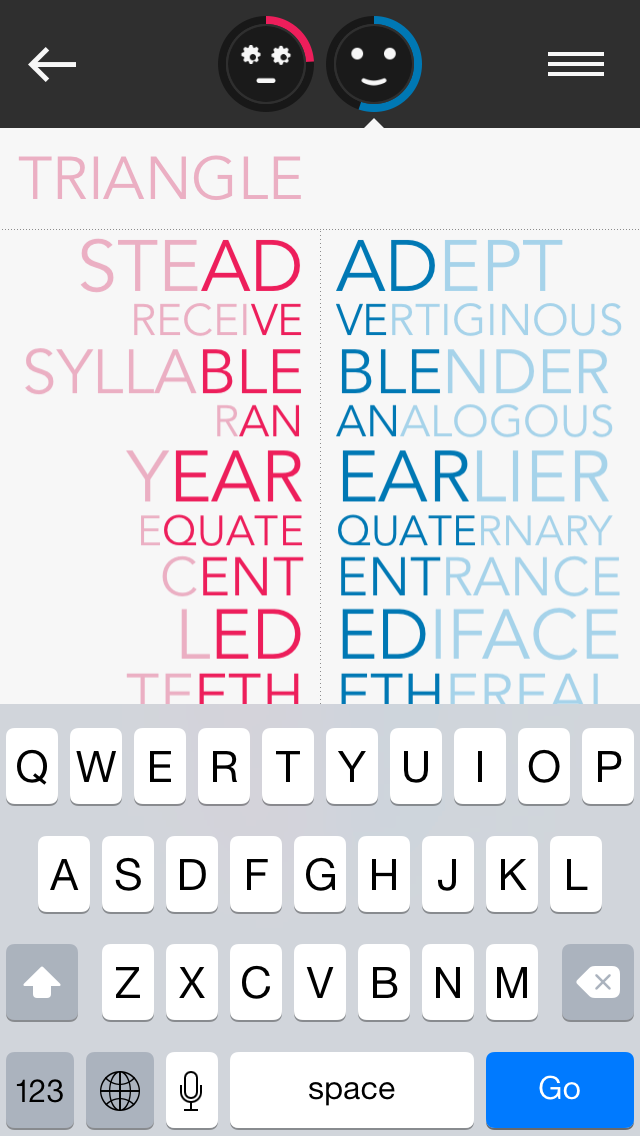 TRIANGLE
STEAD ADEPT
RECEIVE VERTIGINOUS
SYLLABLE BLENDER
RAN ANALOGOUS
YEAR EARLIER
EQUATE QUATERNARY
CENT ENTRANCE
LED EDIFACE
TEETH ETHEREAL
Q W E R T Y U I O P
A S D F G H J K L
Z X C V B N M
123 space Go